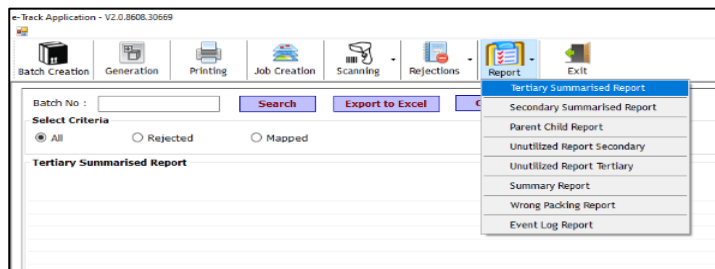 e-Track Application - V2.0.8608.30669
Batch Creation Generation Printing Job Creation Scanning Rejections Report Exit
Batch No : Search Export to Excel
Select Criteria
All Rejected Mapped
Tertiary Summarised Report
Tertiary Summarised Report
Secondary Summarised Report
Parent Child Report
Unutilized Report Secondary
Unutilized Report Tertiary
Summary Report
Wrong Packing Report
Event Log Report